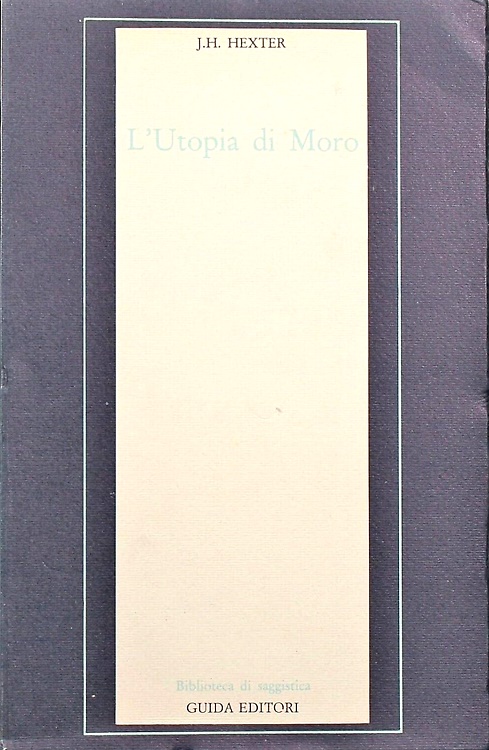 J.H. HEXTER
L'Utopia di Moro
Biblioteca di saggistica
GUIDA EDITORI